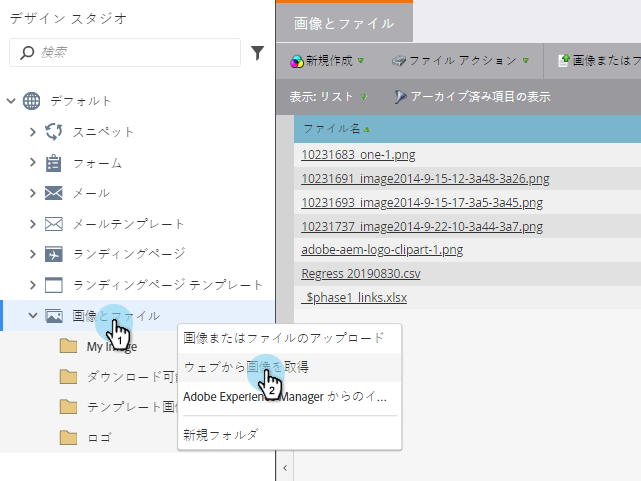 デザイン スタジオ
検索
デフォルト
スニペット
フォーム
メール
メールテンプレート
ランディングページ
ランディングページ テンプレート
画像とファイル
1
My Image
ダウンロード可
テンプレート画像
ロゴ
画像またはファイルのアップロード
ウェブから画像を取得
2
Adobe Experience Manager からのイ...
新規フォルダ
画像とファイル
新規作成
ファイル アクション
画像またはフ
表示: リスト
アーカイブ済み項目の表示
ファイル名
10231683_one-1.png
10231691_image2014-9-15-12-3a48-3a26.png
10231693_image2014-9-15-17-3a5-3a45.png
10231737_image2014-9-22-10-3a44-3a7.png
adobe-aem-logo-clipart-1.png
Regress 20190830.csv
_$phase1_links.xlsx